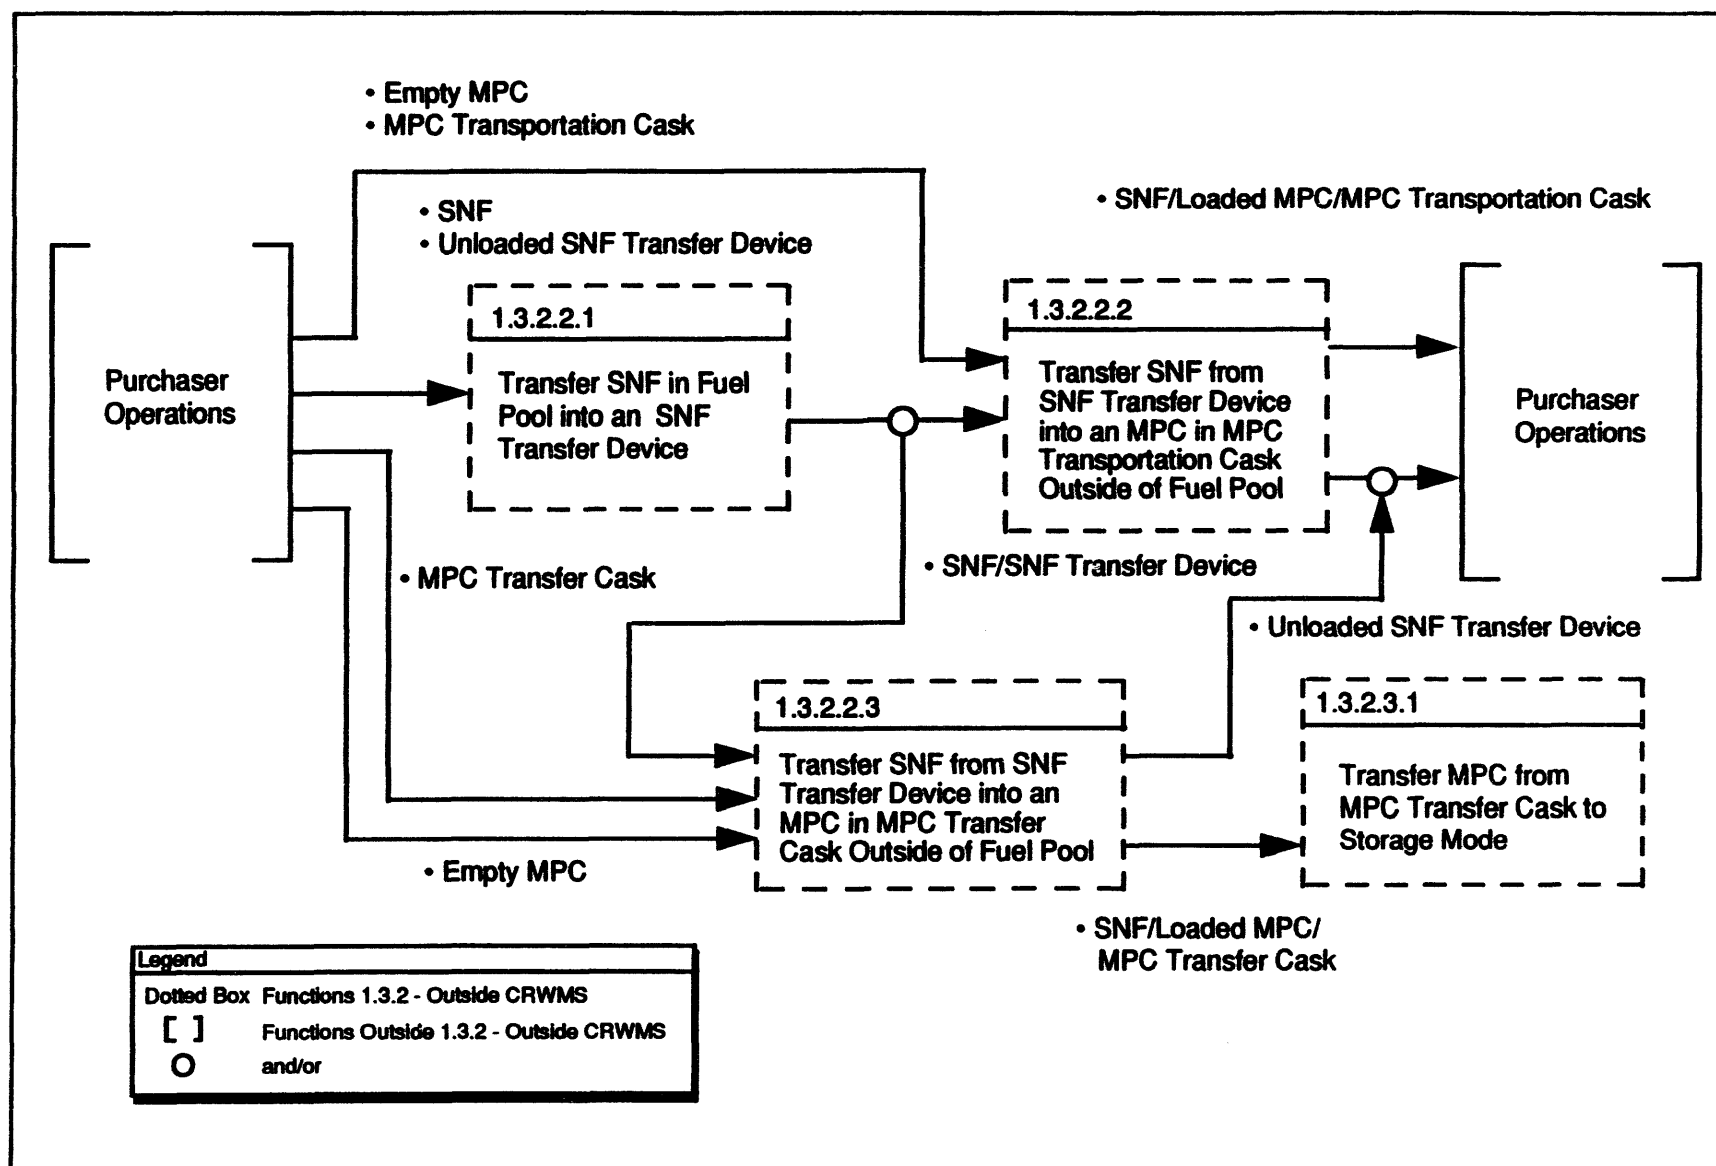 • Empty MPC
• MPC Transportation Cask
• SNF
• Unloaded SNF Transfer Device
• SNF/Loaded MPC/MPC Transportation Cask
Purchaser
Operations
1.3.2.2.1
Transfer SNF in Fuel
Pool into an SNF
Transfer Device
1.3.2.2.2
Transfer SNF from
SNF Transfer Device
into an MPC in MPC
Transportation Cask
Outside of Fuel Pool
Purchaser
Operations
• MPC Transfer Cask
• SNF/SNF Transfer Device
• Unloaded SNF Transfer Device
1.3.2.2.3
Transfer SNF from SNF
Transfer Device into an
MPC in MPC Transfer
Cask Outside of Fuel Pool
1.3.2.3.1
Transfer MPC from
MPC Transfer Cask to
Storage Mode
• Empty MPC
• SNF/Loaded MPC/
MPC Transfer Cask
Legend
Dotted Box Functions 1.3.2 - Outside CRWMS
[ ] Functions Outside 1.3.2 - Outside CRWMS
and/or